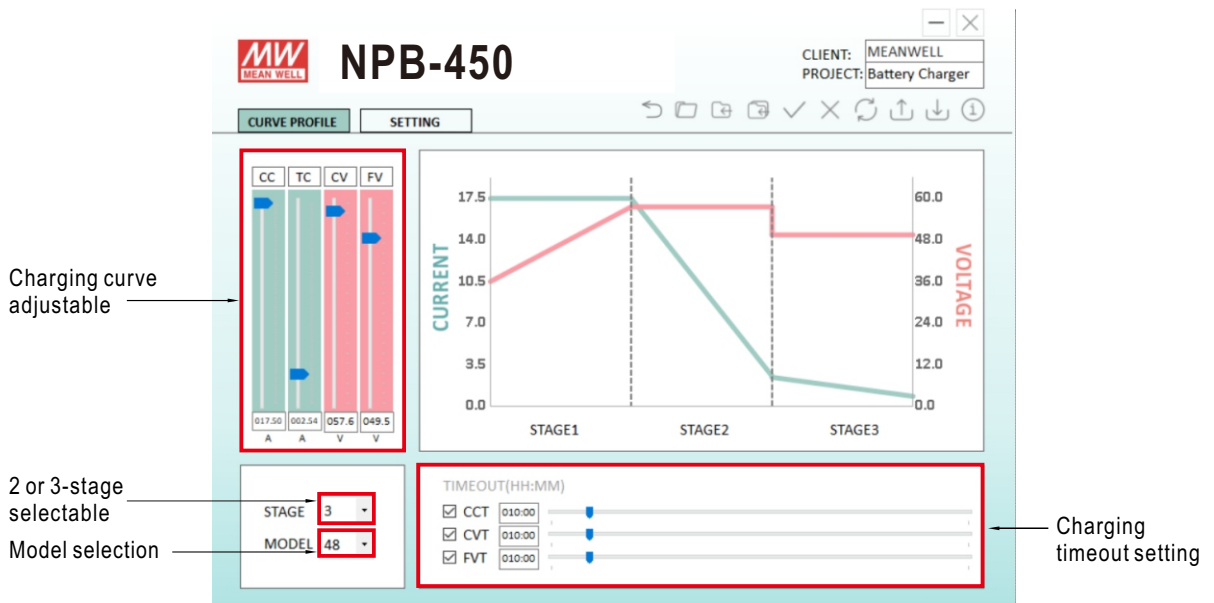 MW
MEAN WELL
NPB-450
CLIENT: MEANWELL
PROJECT: Battery Charger
CURVE PROFILE
SETTING
CC TC CV FV
017.50 002.54 057.6 049.5
A A V V
Charging curve
adjustable
CURRENT
17.5
14.0
10.5
7.0
3.5
0.0
60.0
48.0
36.0
24.0
12.0
0.0
VOLTAGE
STAGE1 STAGE2 STAGE3
2 or 3-stage
selectable
Model selection
STAGE 3
MODEL 48
TIMEOUT(HH:MM)
CCT 010:00
CVT 010:00
FVT 010:00
Charging
timeout setting